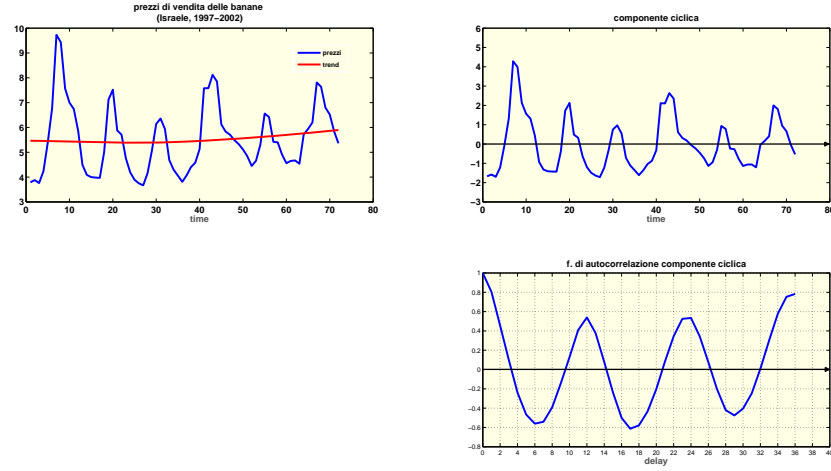 prezzi di vendita delle banane
(Israele, 1997−2002)
10
9
8
7
6
5
4
3
0 10 20 30 40 50 60 70 80
time
prezzi
trend
componente ciclica
6
5
4
3
2
1
0
−1
−2
−3
0 10 20 30 40 50 60 70 80
time
f. di autocorrelazione componente ciclica
1
0.8
0.6
0.4
0.2
0
−0.2
−0.4
−0.6
−0.8
0 2 4 6 8 10 12 14 16 18 20 22 24 26 28 30 32 34 36 38 40
delay